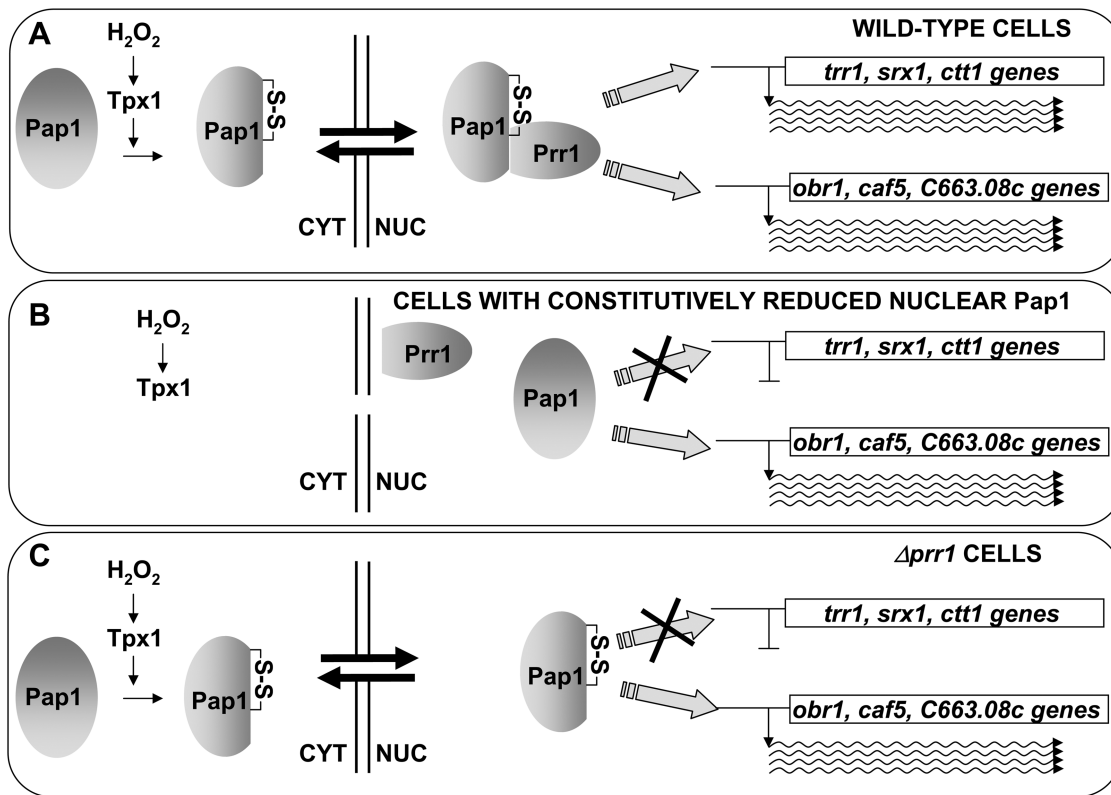 A
WILD-TYPE CELLS
H₂O₂
Tpx1
Pap1
Pap1
S-S
Pap1
S-S
Prr1
CYT
NUC
trr1, srx1, ctt1 genes
obr1, caf5, C663.08c genes
B
CELLS WITH CONSTITUTIVELY REDUCED NUCLEAR Pap1
H₂O₂
Tpx1
Prr1
Pap1
CYT
NUC
trr1, srx1, ctt1 genes
obr1, caf5, C663.08c genes
C
Δprr1 CELLS
H₂O₂
Tpx1
Pap1
Pap1
S-S
Pap1
S-S
CYT
NUC
trr1, srx1, ctt1 genes
obr1, caf5, C663.08c genes